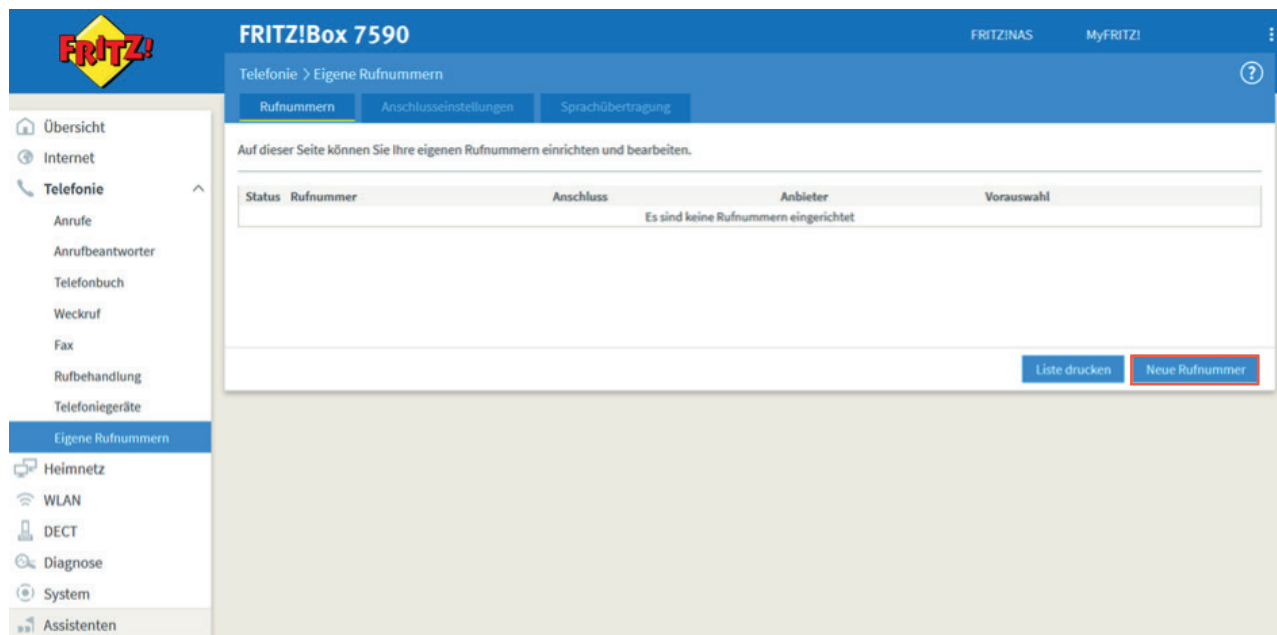 FRITZ!
FRITZ!Box 7590
FRITZ!NAS MyFRITZ!
Telefonie > Eigene Rufnummern
?
Rufnummern Anschlusseinstellungen Sprachübertragung
Auf dieser Seite können Sie Ihre eigenen Rufnummern einrichten und bearbeiten.
Status Rufnummer Anschluss Anbieter Vorauswahl
Es sind keine Rufnummern eingerichtet
Liste drucken Neue Rufnummer
Übersicht
Internet
Telefonie
Anrufe
Anrufbeantworter
Telefonbuch
Weckruf
Fax
Rufbehandlung
Telefoniegeräte
Eigene Rufnummern
Heimnetz
WLAN
DECT
Diagnose
System
Assistenten